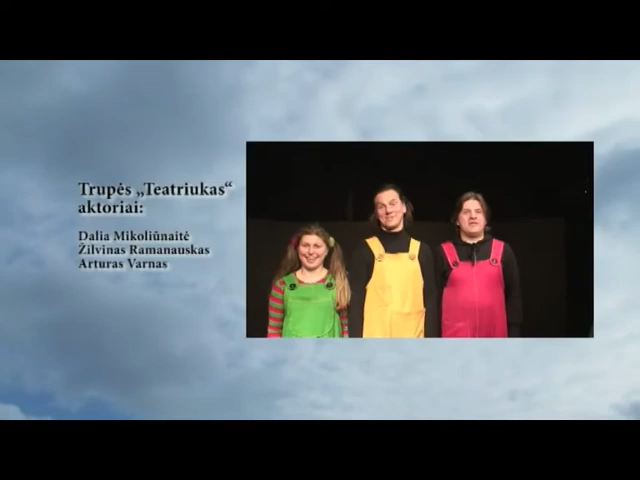 Trupės „Teatriukas“
aktoriai:
Dalia Mikoliūnaitė
Žilvinas Ramanauskas
Arturas Varnas